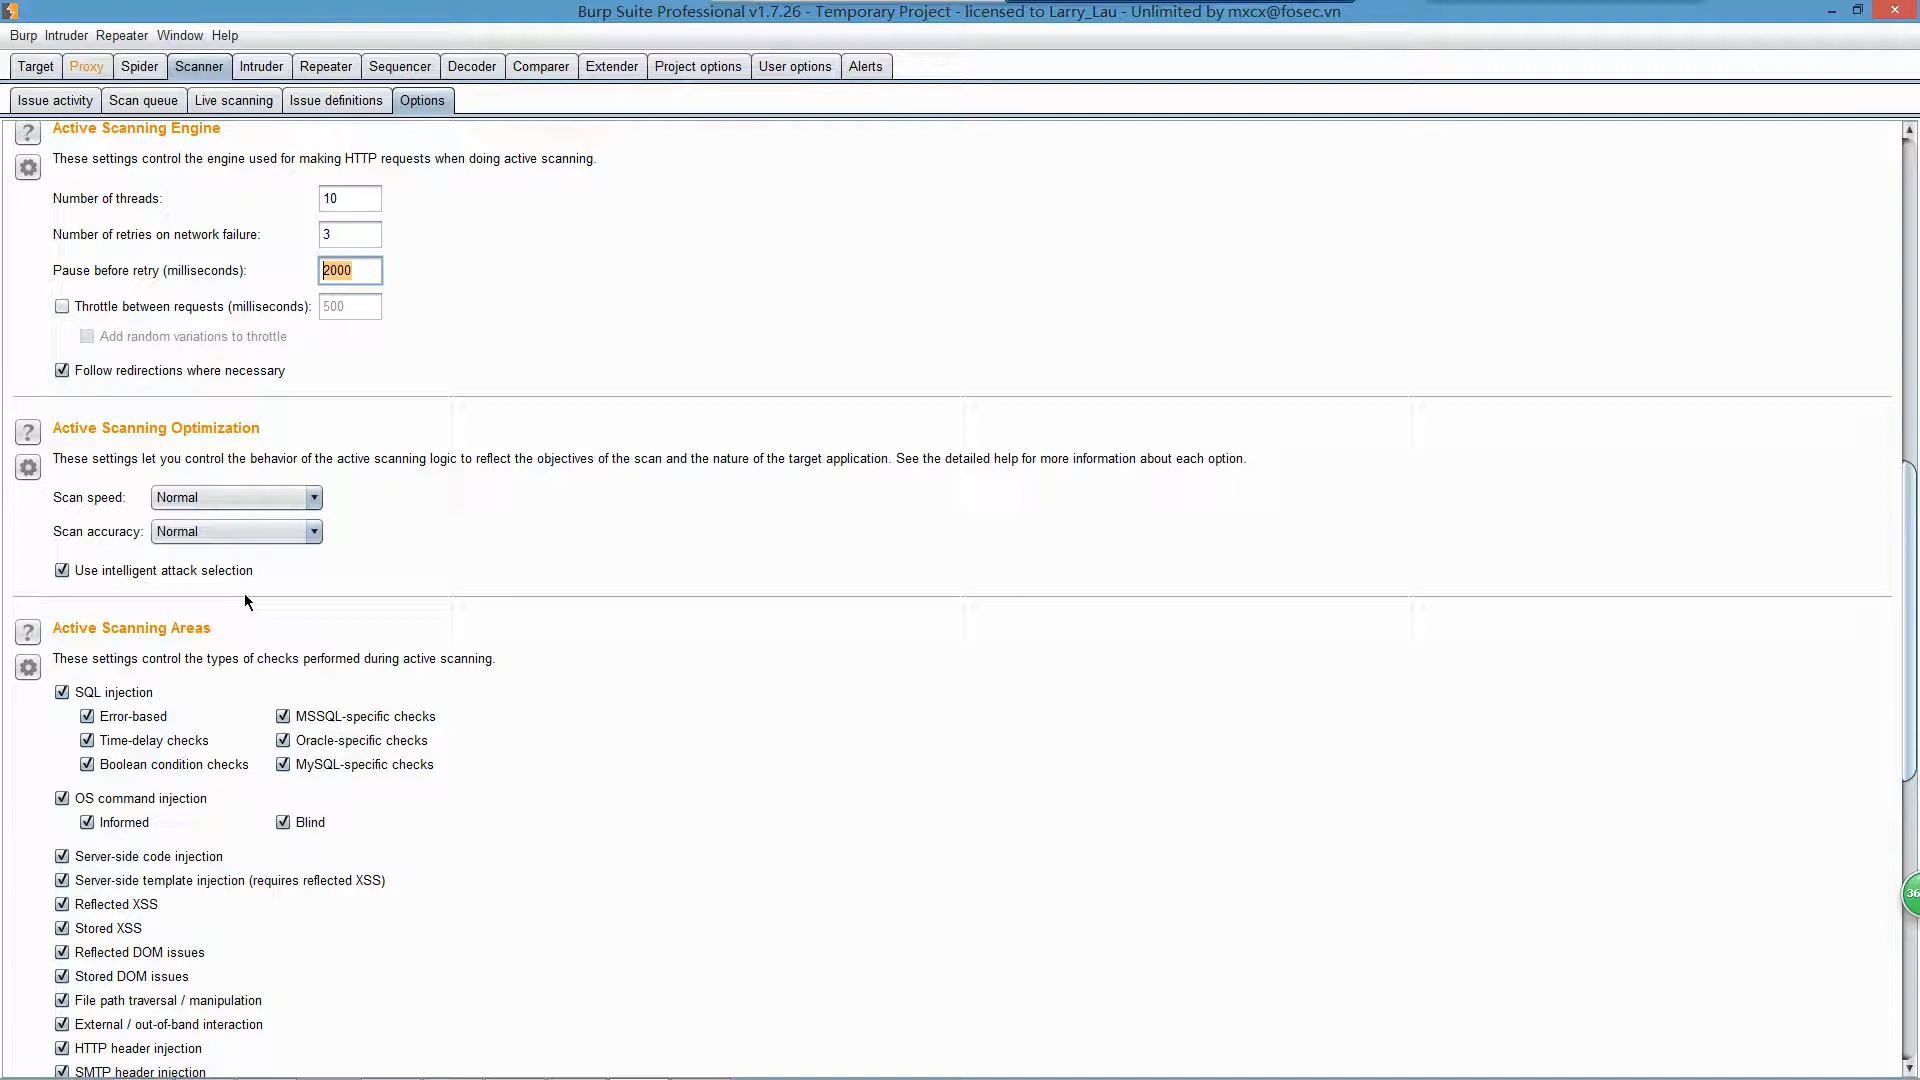 Burp Suite Professional v1.7.26 - Temporary Project - licensed to Larry_Lau - Unlimited by mxcx@fosec.vn
Burp Intruder Repeater Window Help
Target Proxy Spider Scanner Intruder Repeater Sequencer Decoder Comparer Extender Project options User options Alerts
Issue activity Scan queue Live scanning Issue definitions Options
? Active Scanning Engine
These settings control the engine used for making HTTP requests when doing active scanning.
Number of threads: 10
Number of retries on network failure: 3
Pause before retry (milliseconds): 2000
Throttle between requests (milliseconds): 500
Add random variations to throttle
Follow redirections where necessary
? Active Scanning Optimization
These settings let you control the behavior of the active scanning logic to reflect the objectives of the scan and the nature of the target application. See the detailed help for more information about each option.
Scan speed: Normal
Scan accuracy: Normal
Use intelligent attack selection
? Active Scanning Areas
These settings control the types of checks performed during active scanning.
SQL injection
Error-based MSSQL-specific checks
Time-delay checks Oracle-specific checks
Boolean condition checks MySQL-specific checks
OS command injection
Informed Blind
Server-side code injection
Server-side template injection (requires reflected XSS)
36
Reflected XSS
Stored XSS
Reflected DOM issues
Stored DOM issues
File path traversal / manipulation
External / out-of-band interaction
HTTP header injection
SMTP header injection